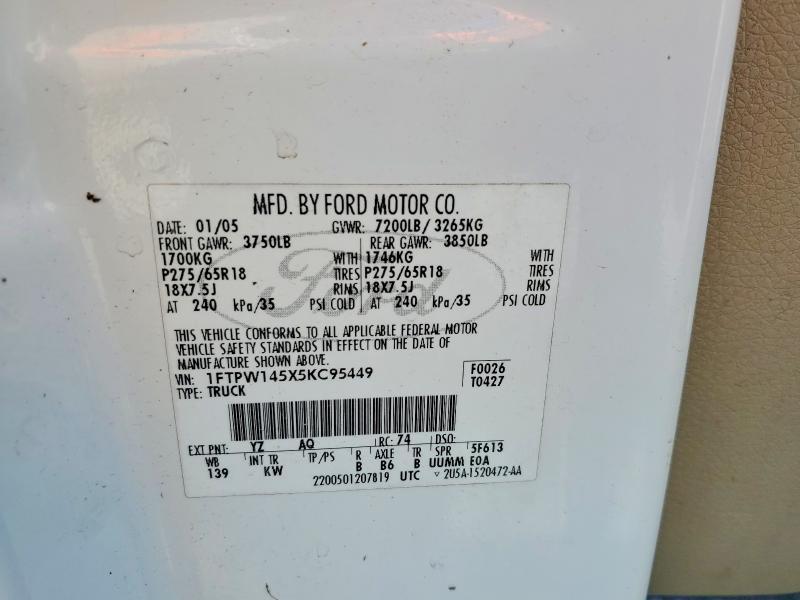 MFD. BY FORD MOTOR CO.
DATE: 01/05 GVWR: 7200LB/ 3265KG
FRONT GAWR: 3750LB REAR GAWR: 3850LB
1700KG WITH 1746KG WITH
P275/65R18 TIRES P275/65R18 TIRES
18X7.5J RIMS 18X7.5J RIMS
AT 240 kPa/35 PSI COLD AT 240 kPa/35 PSI COLD
Ford
THIS VEHICLE CONFORMS TO ALL APPLICABLE FEDERAL MOTOR
VEHICLE SAFETY STANDARDS IN EFFECT ON THE DATE OF
MANUFACTURE SHOWN ABOVE.
VIN: 1FTPW145X5KC95449 F0026
TYPE: TRUCK T0427
EXT PNT: YZ AQ RC: 74 DSO:
WB INT TR TP/PS R AXLE TR SPR 5F613
139 KW B B6 B UUMM E0A
2200501207819 UTC ▽ 2U5A-1520472-AA